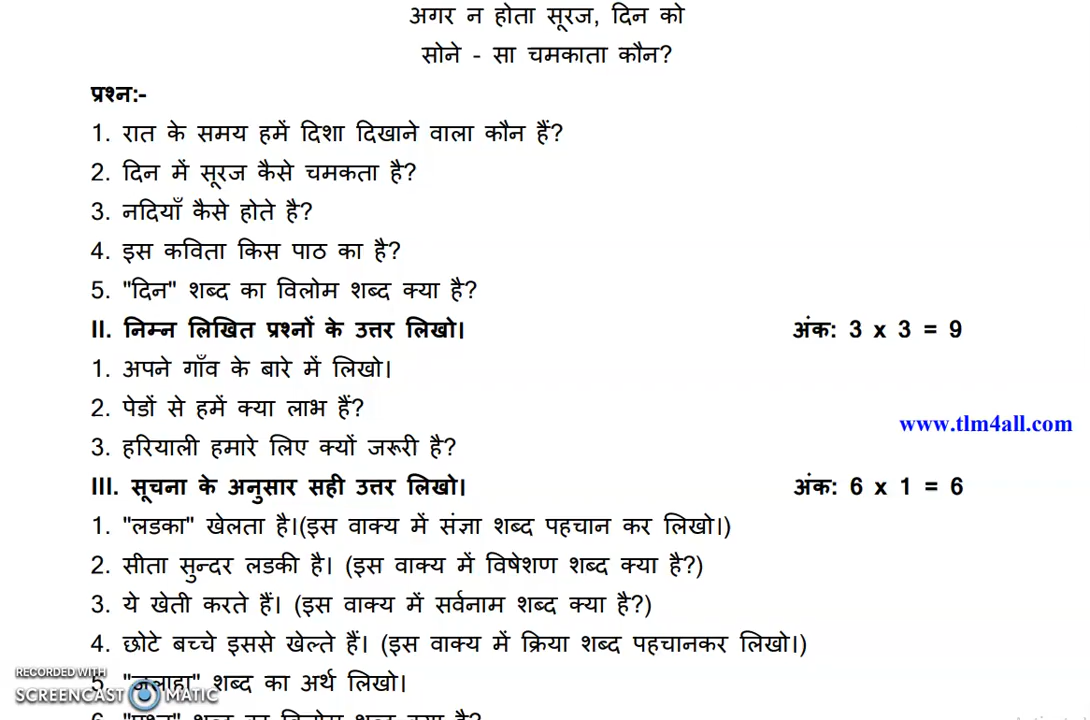 अगर न होता सूरज, दिन को
सोने - सा चमकाता कौन?
प्रश्न:-
1. रात के समय हमें दिशा दिखाने वाला कौन हैं?
2. दिन में सूरज कैसे चमकता है?
3. नदियाँ कैसे होते है?
4. इस कविता किस पाठ का है?
5. "दिन" शब्द का विलोम शब्द क्या है?
II. निम्न लिखित प्रश्नों के उत्तर लिखो। अंक: 3 x 3 = 9
1. अपने गाँव के बारे में लिखो।
2. पेडों से हमें क्या लाभ हैं?
www.tlm4all.com
3. हरियाली हमारे लिए क्यों जरूरी है?
III. सूचना के अनुसार सही उत्तर लिखो। अंक: 6 x 1 = 6
1. "लडका" खेलता है।(इस वाक्य में संज्ञा शब्द पहचान कर लिखो।)
2. सीता सुन्दर लडकी है। (इस वाक्य में विषेशण शब्द क्या है?)
3. ये खेती करते हैं। (इस वाक्य में सर्वनाम शब्द क्या है?)
4. छोटे बच्चे इससे खेल्ते हैं। (इस वाक्य में क्रिया शब्द पहचानकर लिखो।)
RECORDED WITH
SCREENCAST MATIC
5. शब्द का अर्थ लिखो।
6. शब्द का विलोम शब्द क्या है?